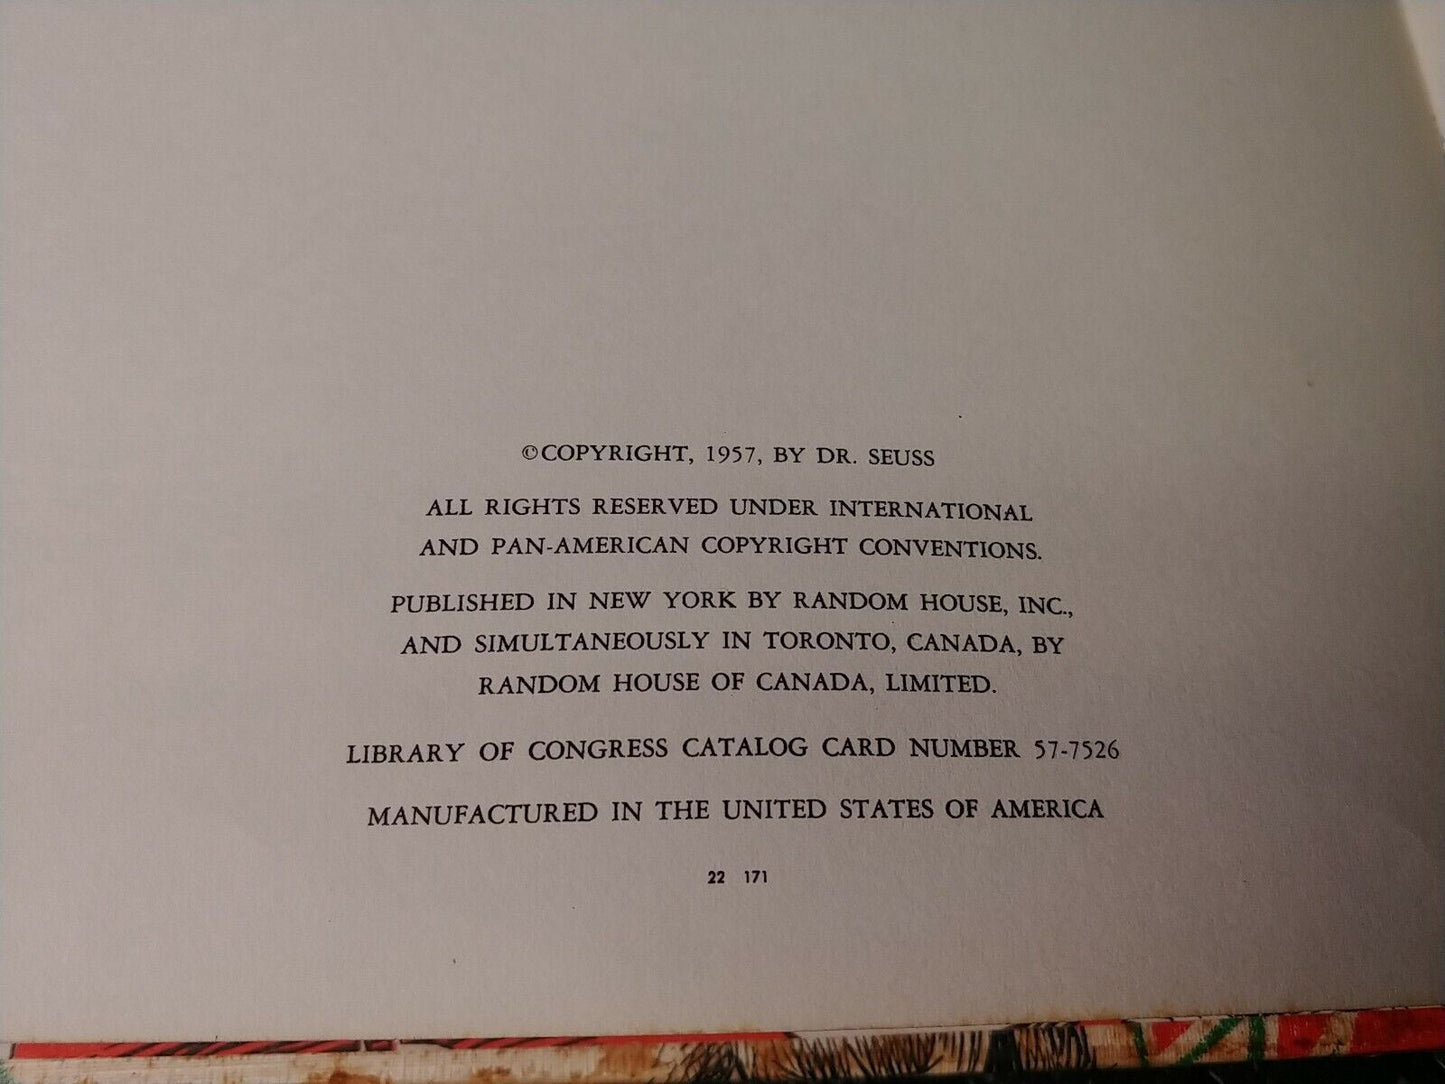 ©COPYRIGHT, 1957, BY DR. SEUSS
ALL RIGHTS RESERVED UNDER INTERNATIONAL
AND PAN-AMERICAN COPYRIGHT CONVENTIONS.
PUBLISHED IN NEW YORK BY RANDOM HOUSE, INC.,
AND SIMULTANEOUSLY IN TORONTO, CANADA, BY
RANDOM HOUSE OF CANADA, LIMITED.
LIBRARY OF CONGRESS CATALOG CARD NUMBER 57-7526
MANUFACTURED IN THE UNITED STATES OF AMERICA
22 171